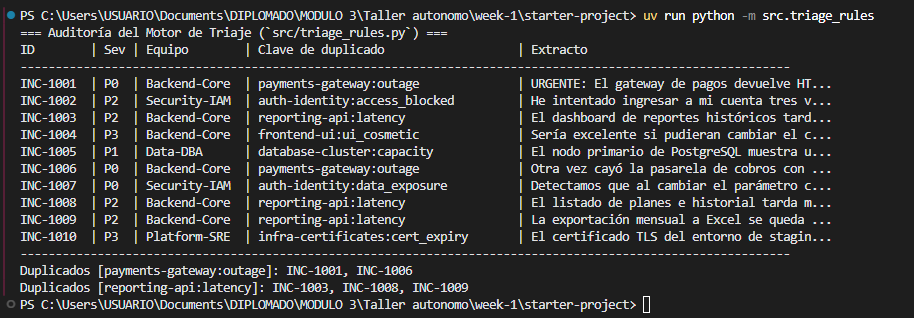 PS C:\Users\USUARIO\Documents\DIPLOMADO\MODULO 3\Taller autonomo\week-1\starter-project> uv run python -m src.triage_rules
=== Auditoría del Motor de Triaje (`src/triage_rules.py`) ===
ID | Sev | Equipo | Clave de duplicado | Extracto
----------------------------------------------------------------------------------------------------
INC-1001 | P0 | Backend-Core | payments-gateway:outage | URGENTE: El gateway de pagos devuelve HT...
INC-1002 | P2 | Security-IAM | auth-identity:access_blocked | He intentado ingresar a mi cuenta tres v...
INC-1003 | P2 | Backend-Core | reporting-api:latency | El dashboard de reportes históricos tard...
INC-1004 | P3 | Backend-Core | frontend-ui:ui_cosmetic | Sería excelente si pudieran cambiar el c...
INC-1005 | P1 | Data-DBA | database-cluster:capacity | El nodo primario de PostgreSQL muestra u...
INC-1006 | P0 | Backend-Core | payments-gateway:outage | Otra vez cayó la pasarela de cobros con ...
INC-1007 | P0 | Security-IAM | auth-identity:data_exposure | Detectamos que al cambiar el parámetro c...
INC-1008 | P2 | Backend-Core | reporting-api:latency | El listado de planes e historial tarda m...
INC-1009 | P2 | Backend-Core | reporting-api:latency | La exportación mensual a Excel se queda ...
INC-1010 | P3 | Platform-SRE | infra-certificates:cert_expiry | El certificado TLS del entorno de stagin...
----------------------------------------------------------------------------------------------------
Duplicados [payments-gateway:outage]: INC-1001, INC-1006
Duplicados [reporting-api:latency]: INC-1003, INC-1008, INC-1009
PS C:\Users\USUARIO\Documents\DIPLOMADO\MODULO 3\Taller autonomo\week-1\starter-project>